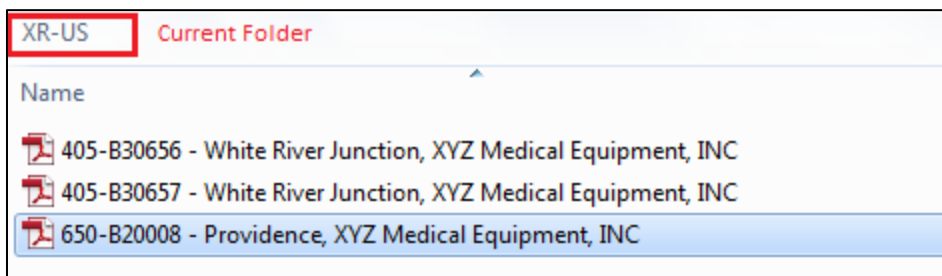 XR-US Current Folder
Name
405-B30656 - White River Junction, XYZ Medical Equipment, INC
405-B30657 - White River Junction, XYZ Medical Equipment, INC
650-B20008 - Providence, XYZ Medical Equipment, INC